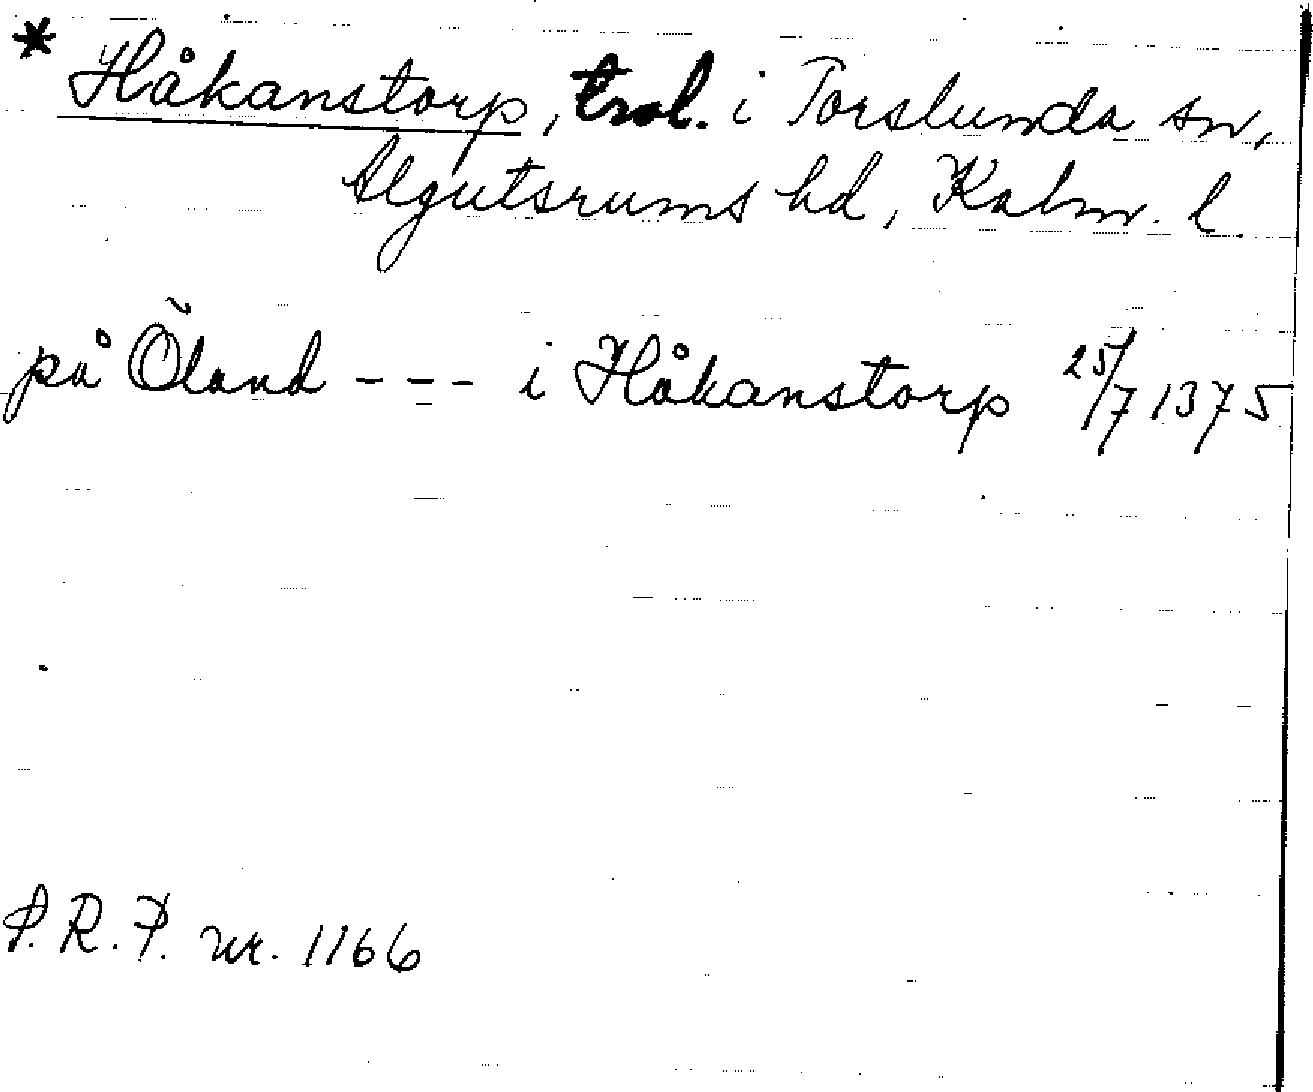 * Håkanstorp, trol. i Torslunda sn,
Algutsrums hd, Kalm. l.
på Öland - - - i Håkanstorp 25/7 1375
P.R.P. nr. 1166